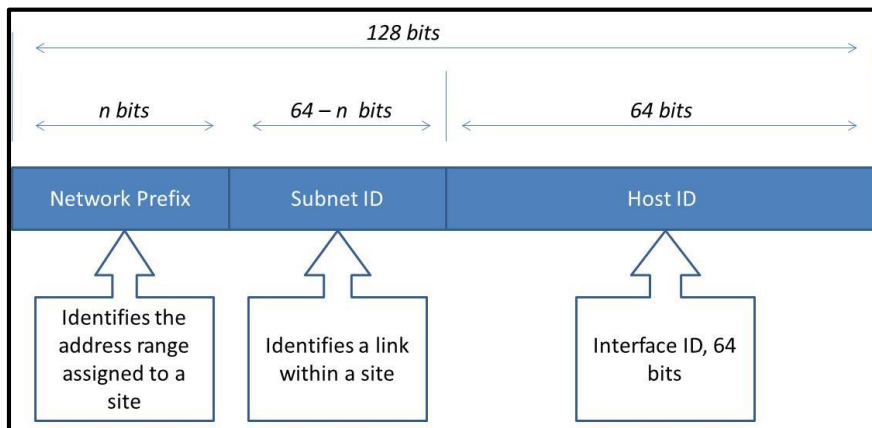 128 bits
n bits
64 – n bits
64 bits
Network Prefix
Subnet ID
Host ID
Identifies the
address range
assigned to a
site
Identifies a link
within a site
Interface ID, 64
bits